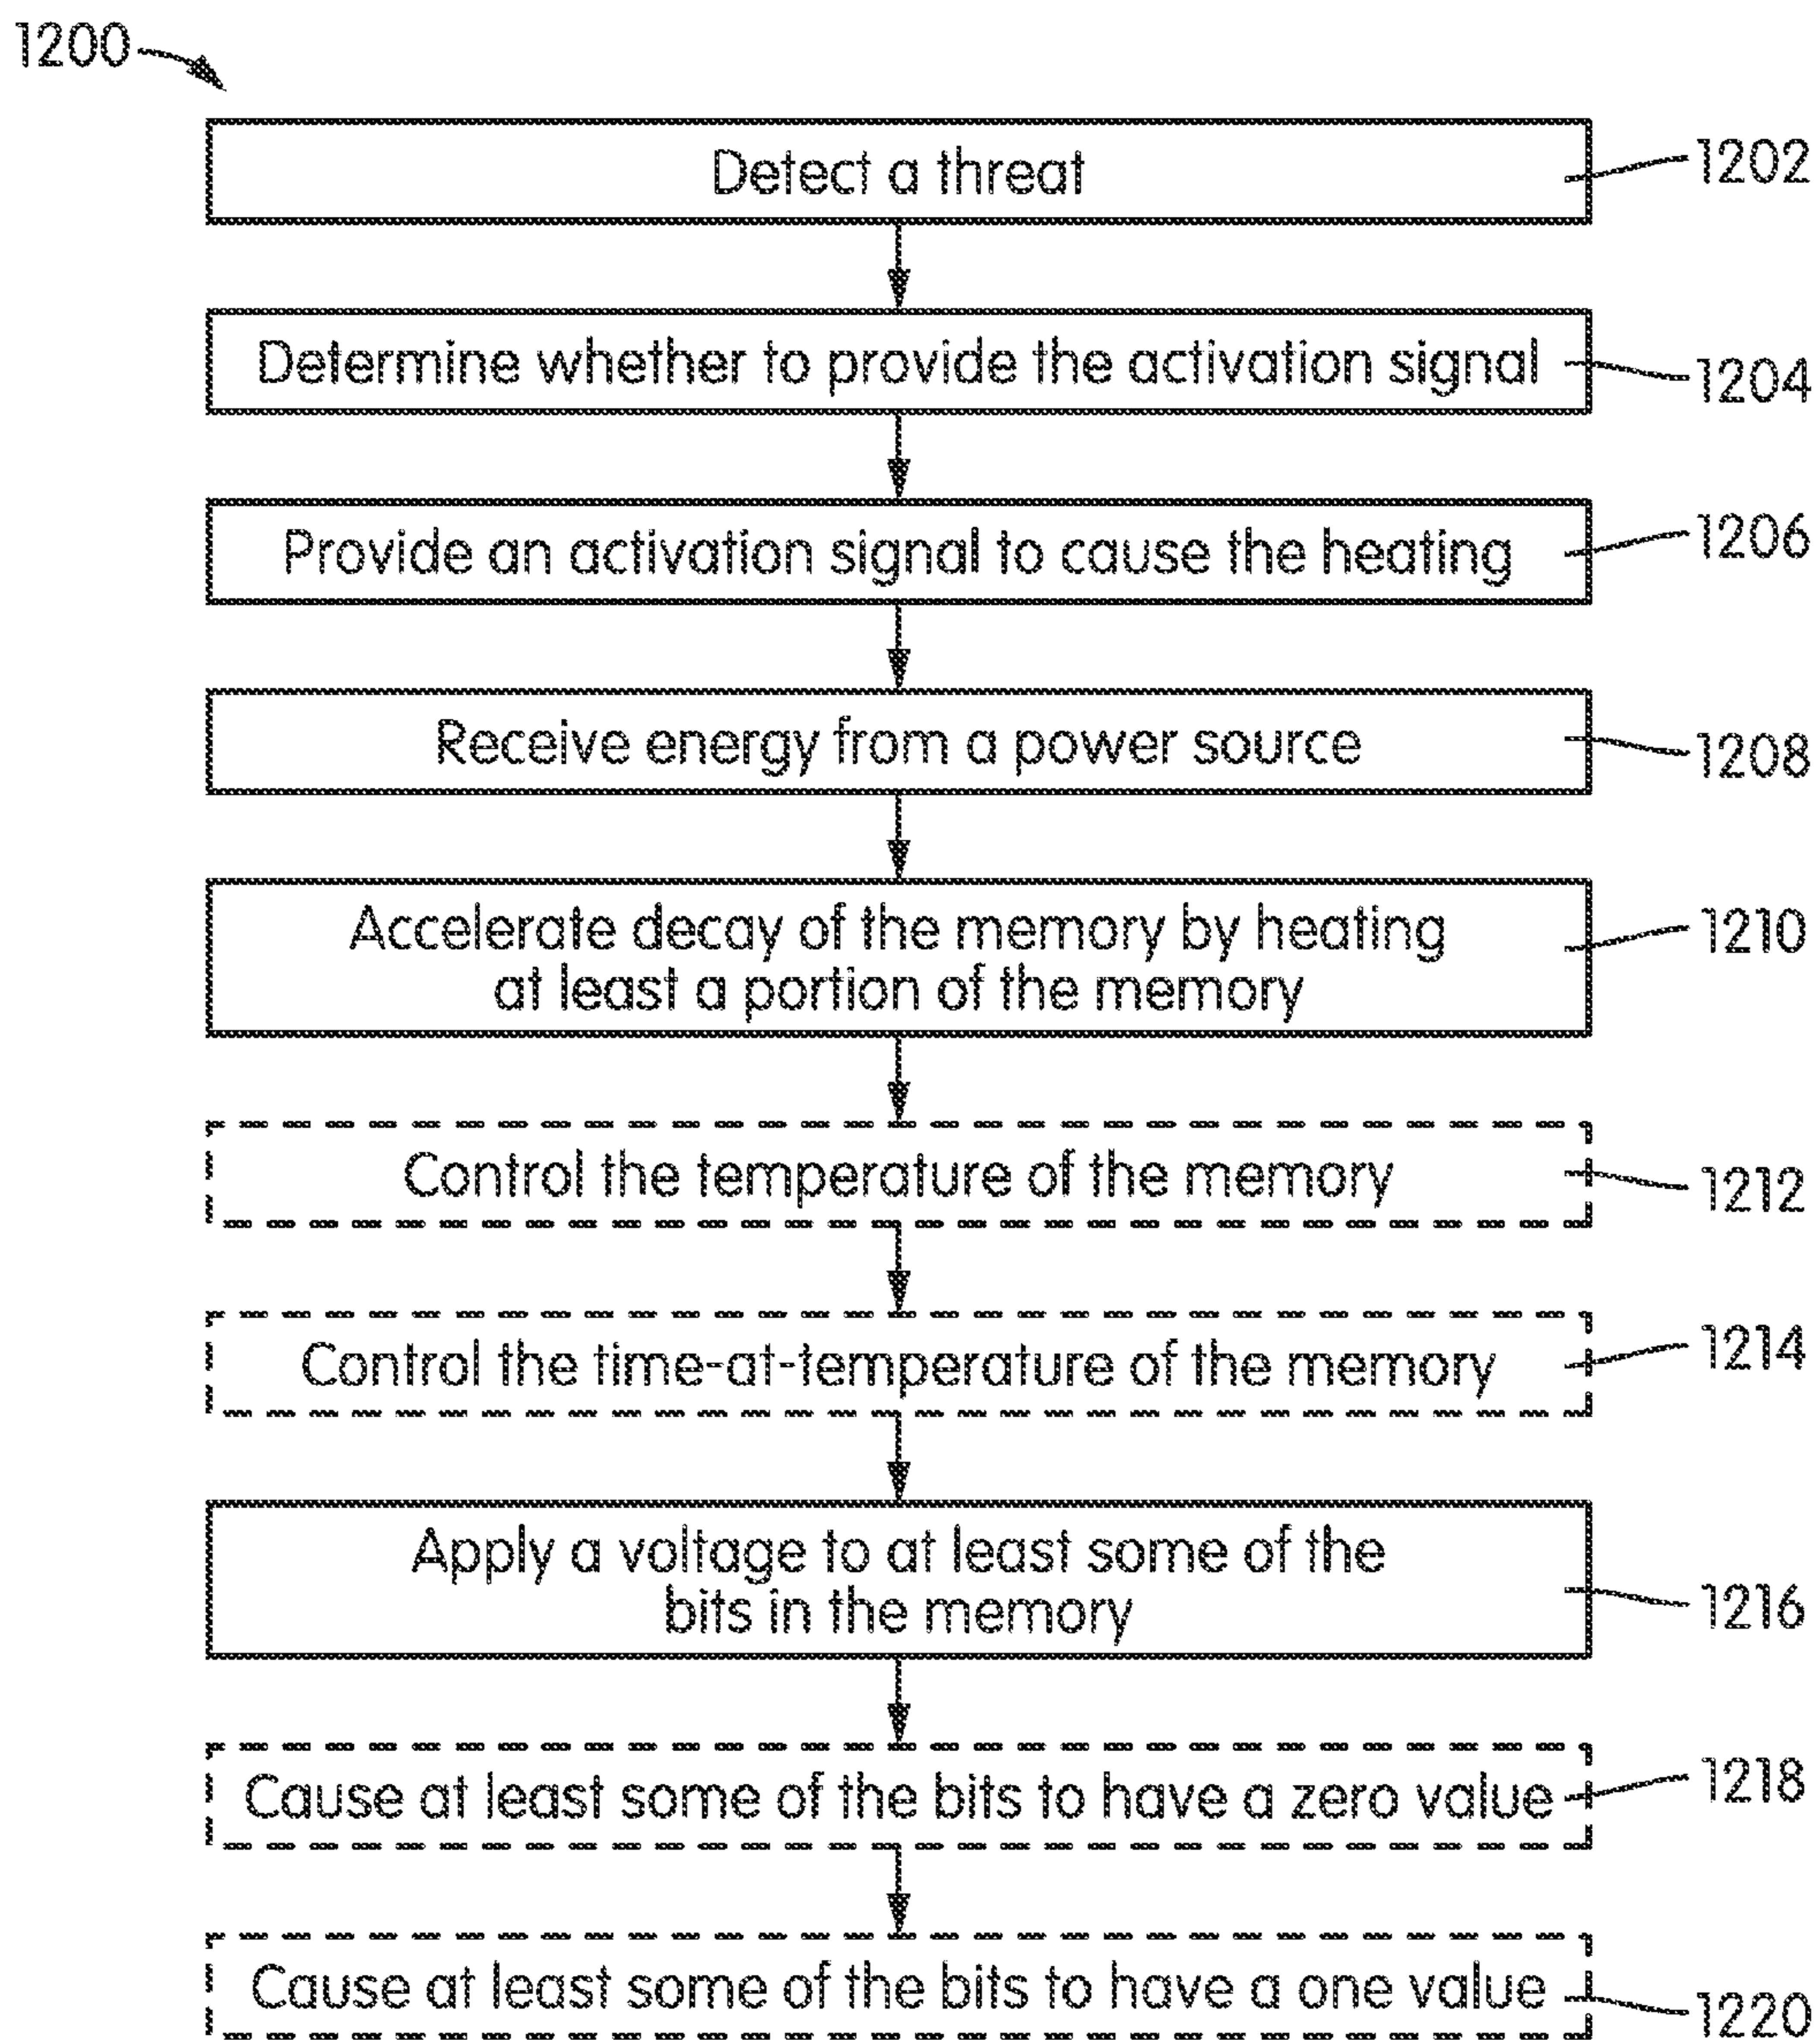 1200
Detect a threat
1202
Determine whether to provide the activation signal
1204
Provide an activation signal to cause the heating
1206
Receive energy from a power source
1208
Accelerate decay of the memory by heating
at least a portion of the memory
1210
Control the temperature of the memory
1212
Control the time-at-temperature of the memory
1214
Apply a voltage to at least some of the
bits in the memory
1216
Cause at least some of the bits to have a zero value
1218
Cause at least some of the bits to have a one value
1220